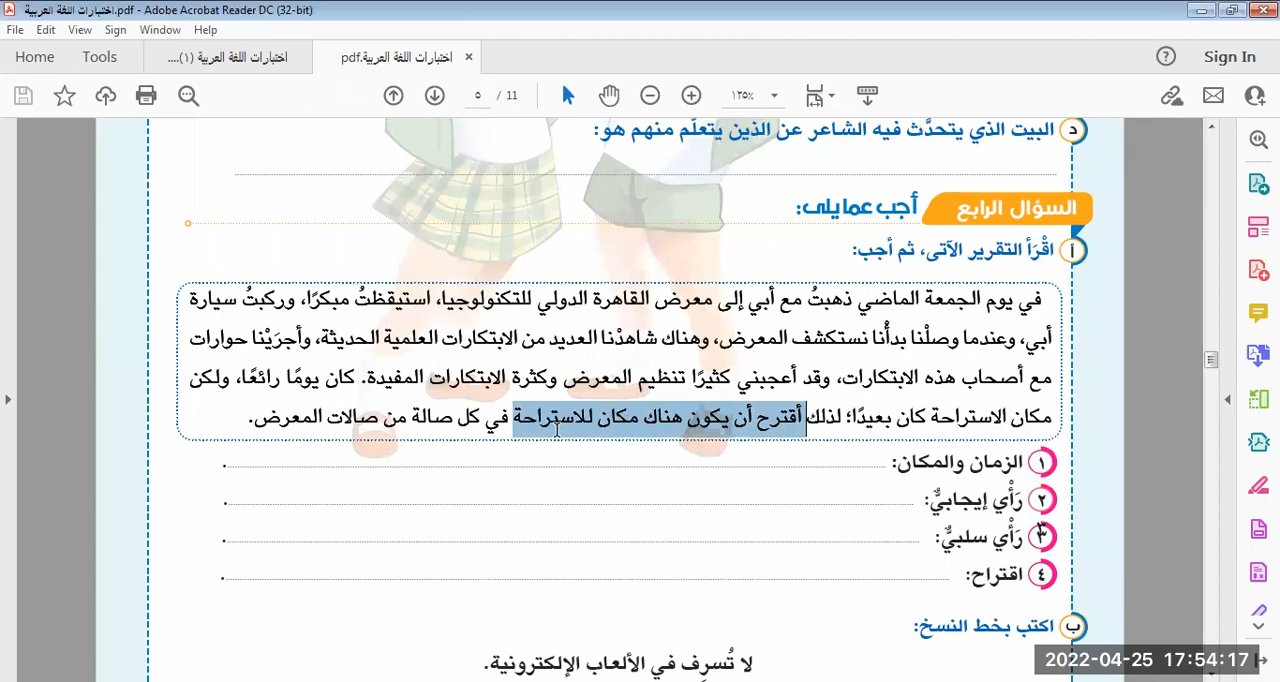 اختبارات اللغة العربية.pdf - Adobe Acrobat Reader DC (32-bit)
File Edit View Sign Window Help
Home Tools اختبارات اللغة العربية (١).... اختبارات اللغة العربية.pdf × Sign In
٥ / 11 ١٢٥%
د البيت الذي يتحدَّث فيه الشاعر عن الذين يتعلّم منهم هو:
السؤال الرابع أجب عما يلى:
أ اقْرَأ التقرير الآتى، ثم أجب:
في يوم الجمعة الماضي ذهبتُ مع أبي إلى معرض القاهرة الدولي للتكنولوجيا، استيقظتُ مبكرًا، وركبتُ سيارة
أبي، وعندما وصلْنا بدأْنا نستكشف المعرض، وهناك شاهدْنا العديد من الابتكارات العلمية الحديثة، وأجرَيْنا حوارات
مع أصحاب هذه الابتكارات، وقد أعجبني كثيرًا تنظيم المعرض وكثرة الابتكارات المفيدة. كان يومًا رائعًا، ولكن
مكان الاستراحة كان بعيدًا؛ لذلك أقترح أن يكون هناك مكان للاستراحة في كل صالة من صالات المعرض.
١ الزمان والمكان:
٢ رَأْي إيجابيٌّ:
٣ رَأْي سلبيٌّ:
٤ اقتراح:
ب اكتب بخط النسخ:
لا تُسرِف في الألعاب الإلكترونية.
2022-04-25 17:54:17